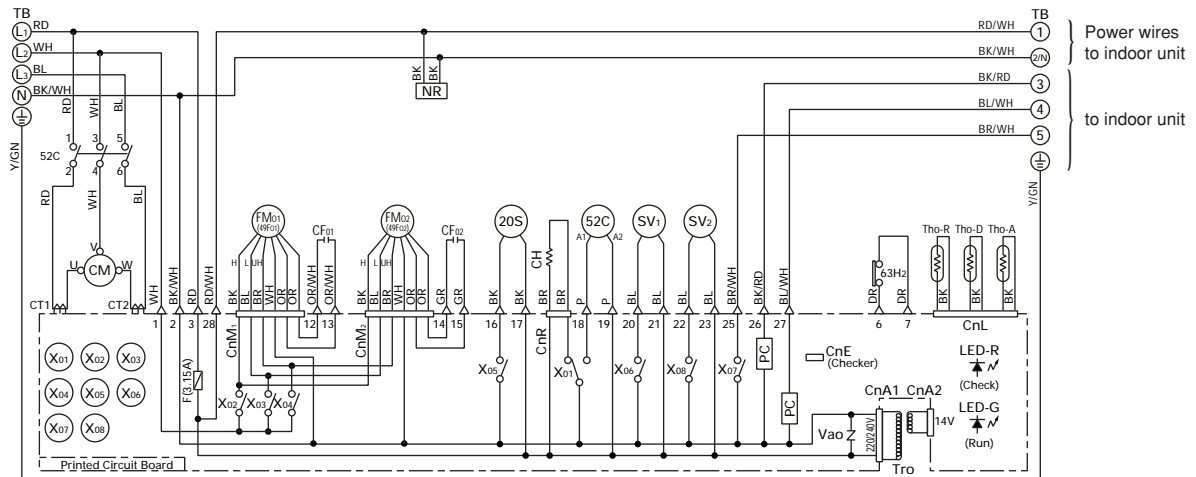 TB
L1 RD
L2 WH
L3 BL
N BK/WH
Y/GN
RD WH BL
1 3 5
52C
2 4 6
RD WH BL
V
U CM W
CT1 CT2
TB
RD/WH 1
BK/WH 2/N
Power wires
to indoor unit
BK/RD 3
BL/WH 4
BR/WH 5
to indoor unit
Y/GN
BK BK
NR
FM01
(49F01)
CF01
FM02
(49F02)
CF02
20S
CH
52C
A1 A2
SV1
SV2
63H2
Tho-R Tho-D Tho-A
H L UH
H L UH
WH BK/WH RD RD/WH
BK BL BR WH OR OR OR/WH OR/WH
BK BL BR WH OR OR GR GR
BK BK BR BR P P BL BL BL BL BR/WH BK/RD BL/WH
DR DR
BK BK BK
1 2 3 28
CnM1
12 13
CnM2
14 15
16 17
CnR
18 19 20 21 22 23 25 26 27
6 7
CnL
X01 X02 X03
X04 X05 X06
X07 X08
F (3.15A)
X02 X03 X04
X05
X01
X06
X08
X07
PC
PC
CnE
(Checker)
LED-R
(Check)
LED-G
(Run)
CnA1 CnA2
220/240V
14V
Vao
Tro
Printed Circuit Board